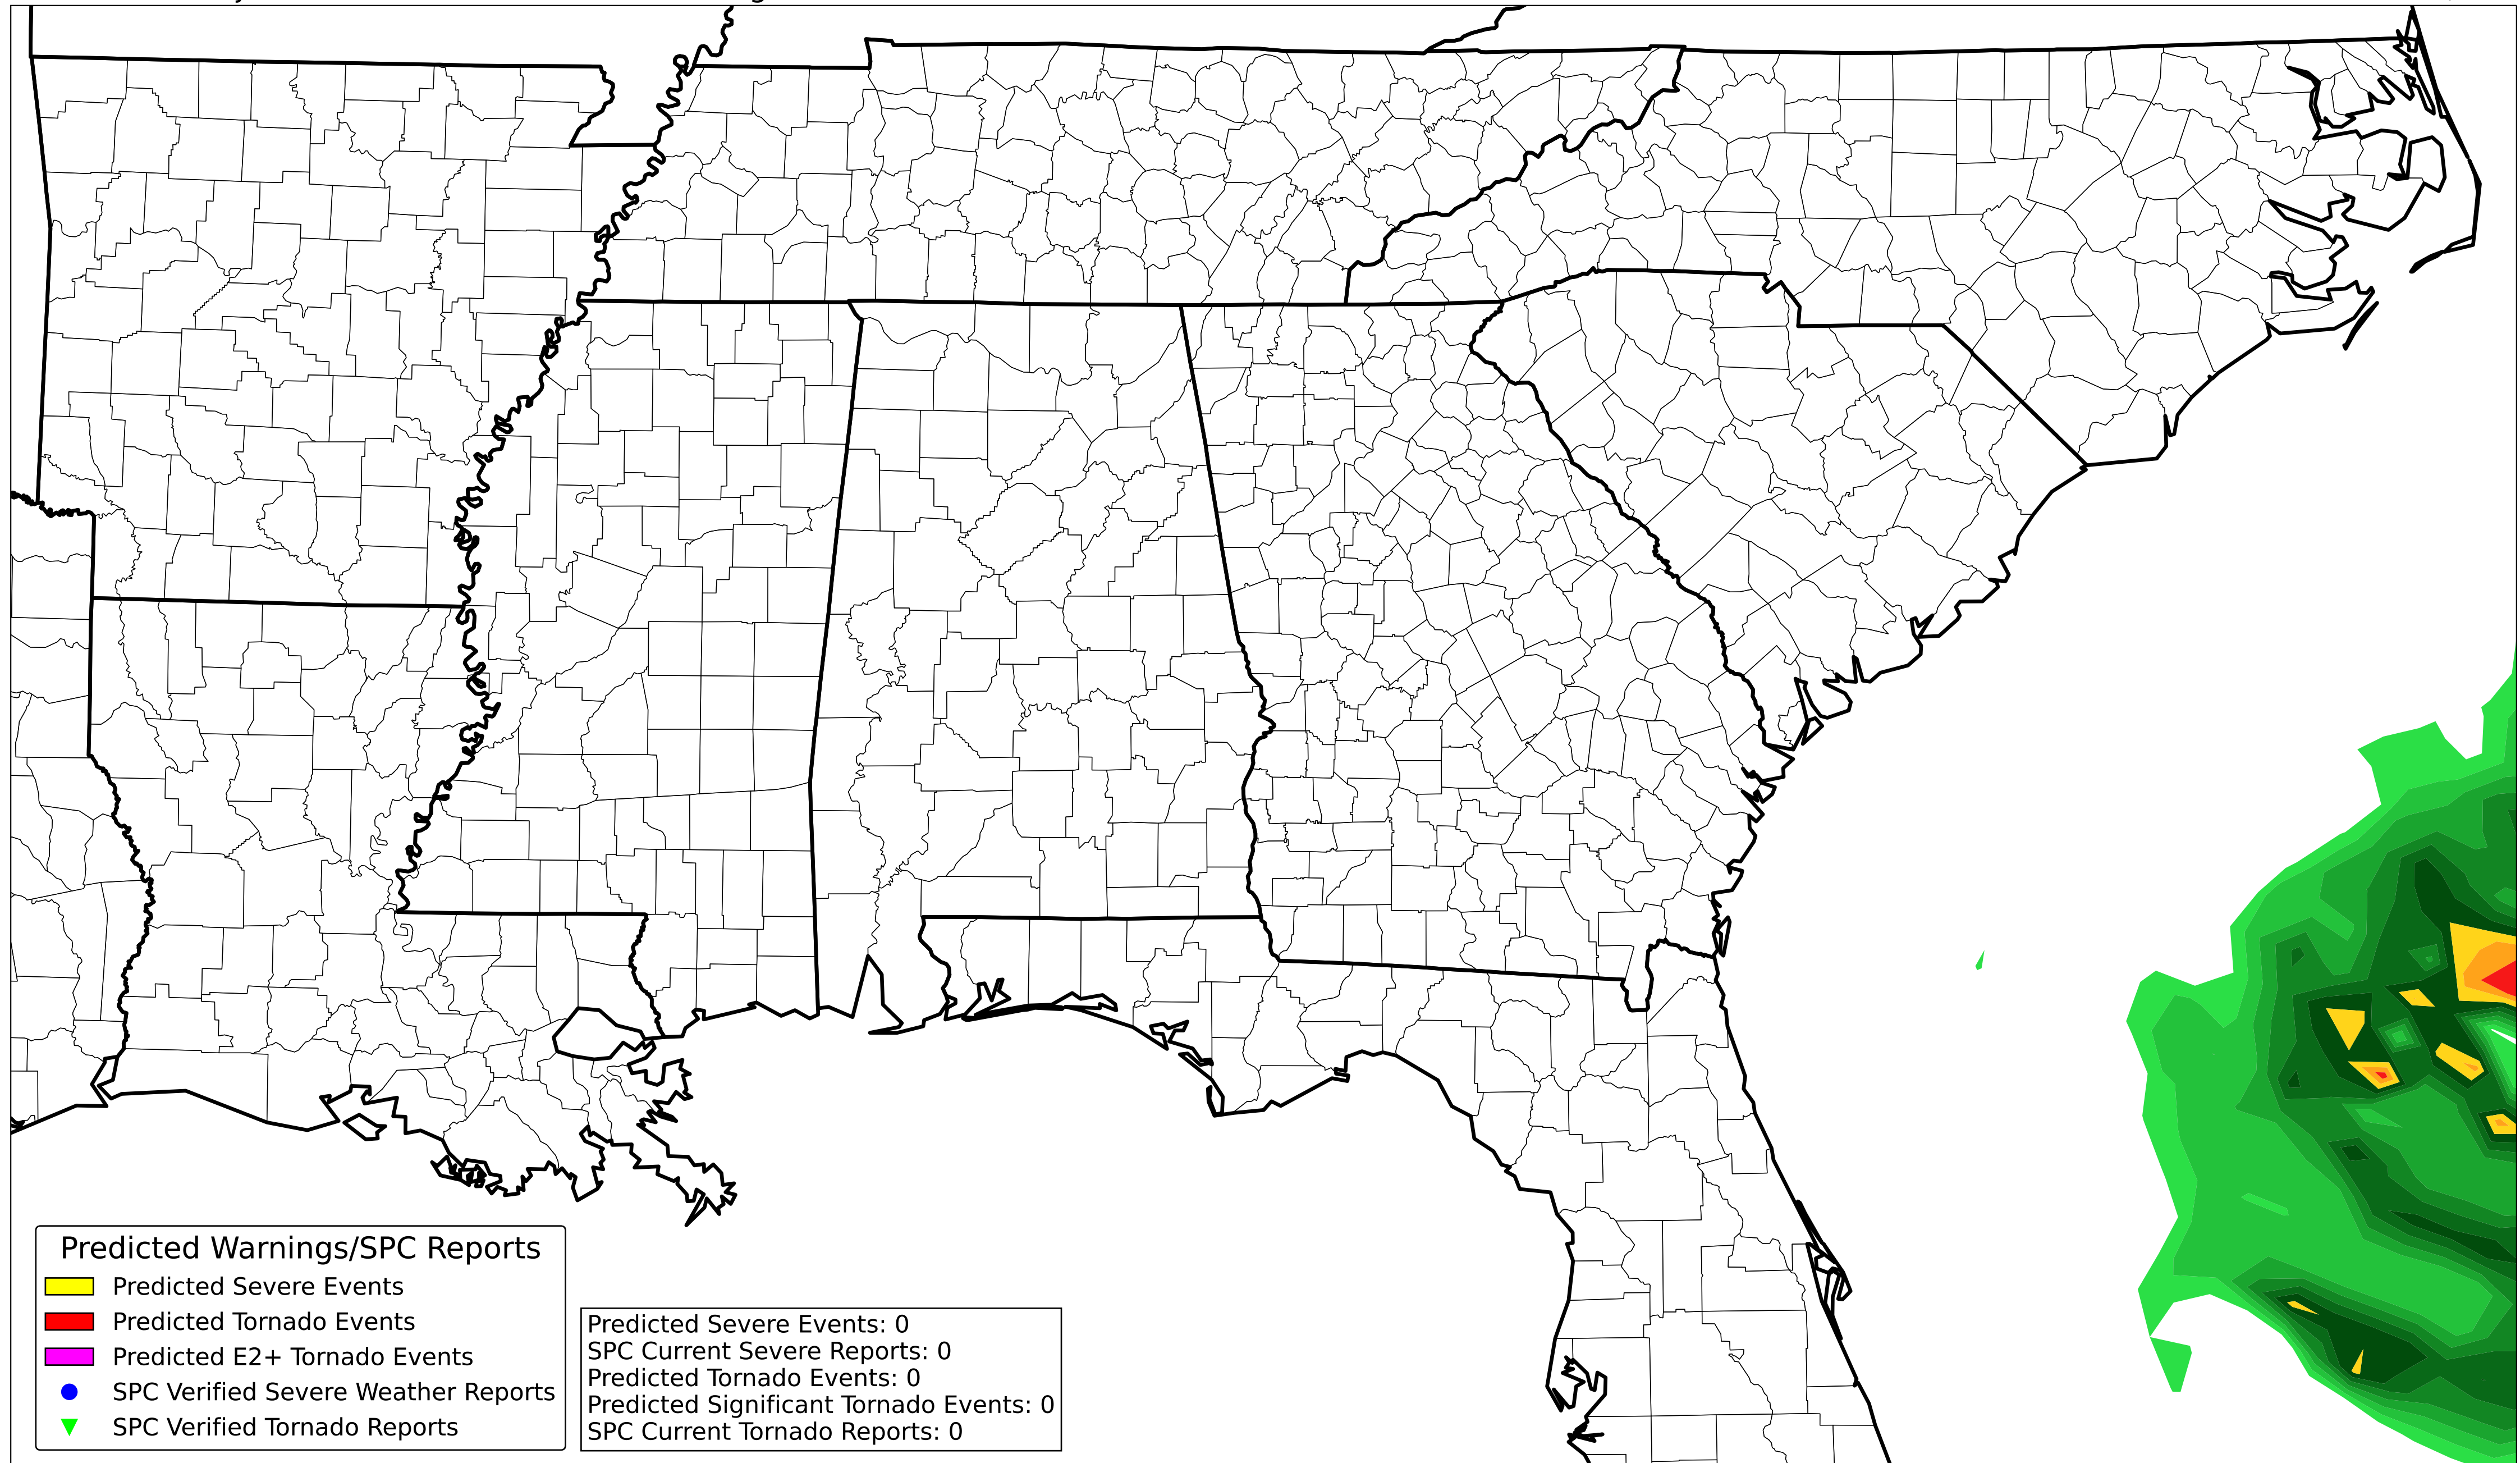 Predicted Warnings/SPC Reports
Predicted Severe Events
Predicted Tornado Events
Predicted E2+ Tornado Events
SPC Verified Severe Weather Reports
SPC Verified Tornado Reports
Predicted Severe Events: 0
SPC Current Severe Reports: 0
Predicted Tornado Events: 0
Predicted Significant Tornado Events: 0
SPC Current Tornado Reports: 0